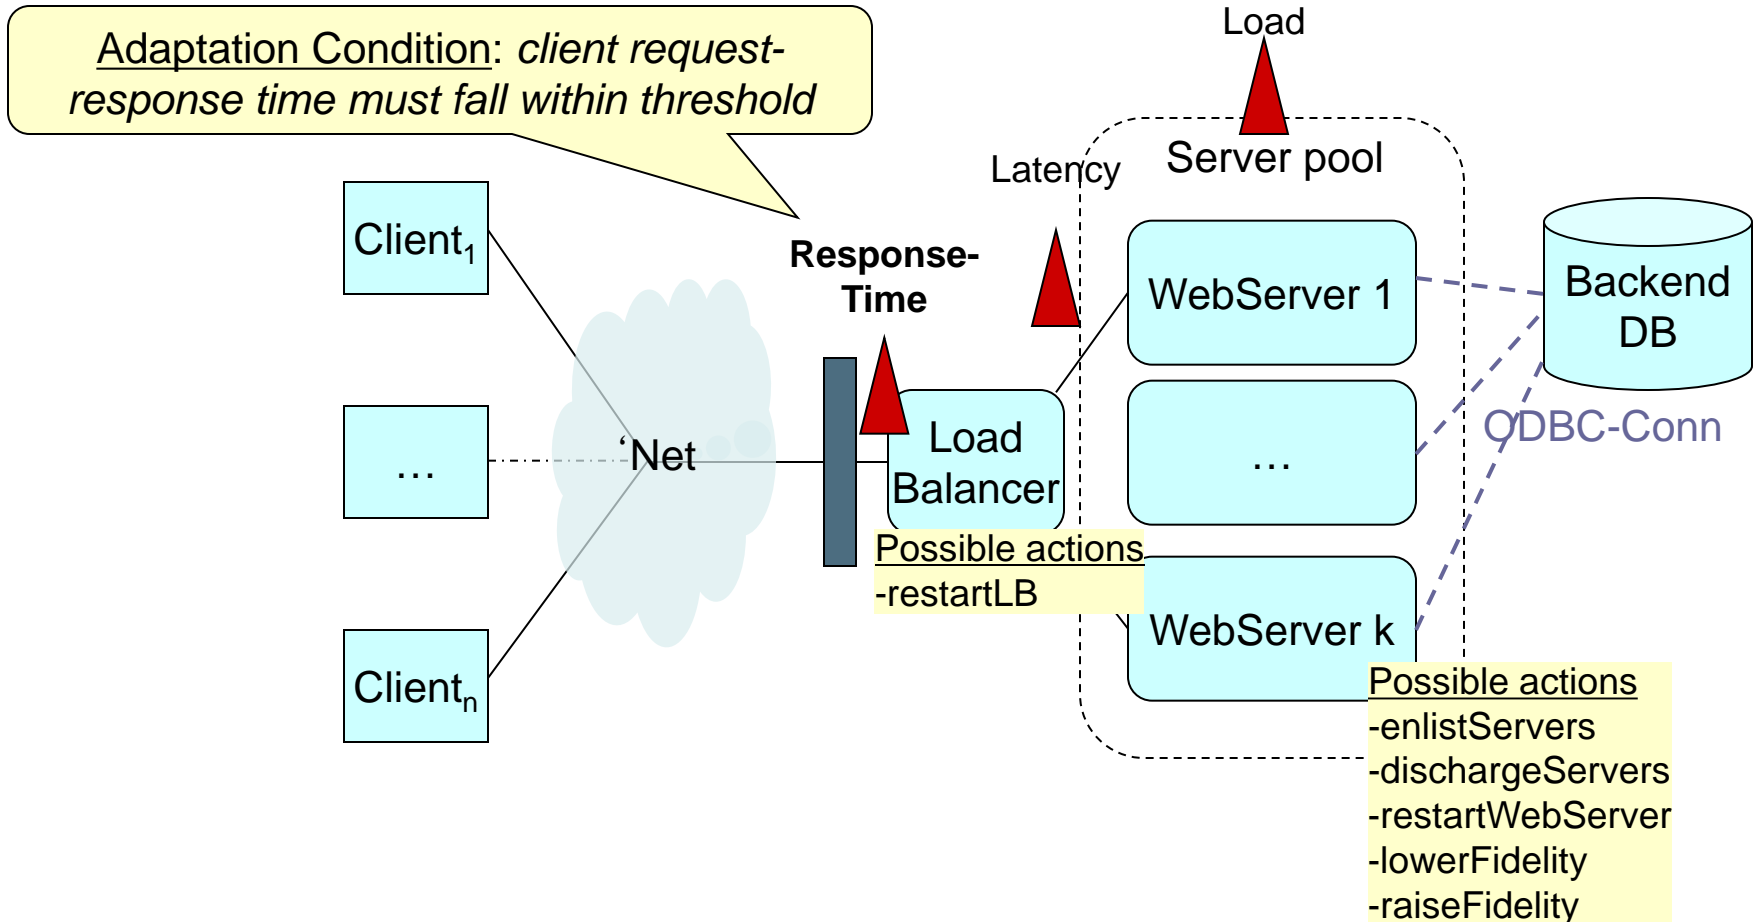 Adaptation Condition: client request-
response time must fall within threshold
Load
Server pool
Latency
Client1
Response-
Time
WebServer 1
Backend
DB
...
‘Net
Load
Balancer
...
ODBC-Conn
Possible actions
-restartLB
WebServer k
Clientn
Possible actions
-enlistServers
-dischargeServers
-restartWebServer
-lowerFidelity
-raiseFidelity